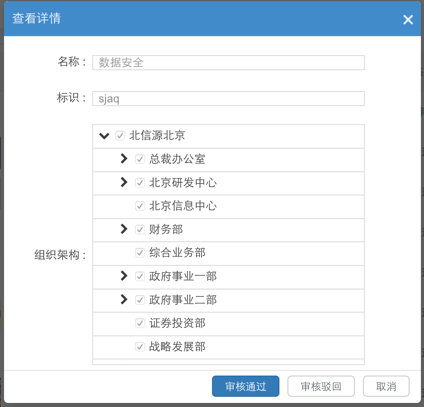 查看详情
名称：
数据安全
标识：
sjaq
组织架构：
北信源北京
总裁办公室
北京研发中心
北京信息中心
财务部
综合业务部
政府事业一部
政府事业二部
证券投资部
战略发展部
审核通过
审核驳回
取消